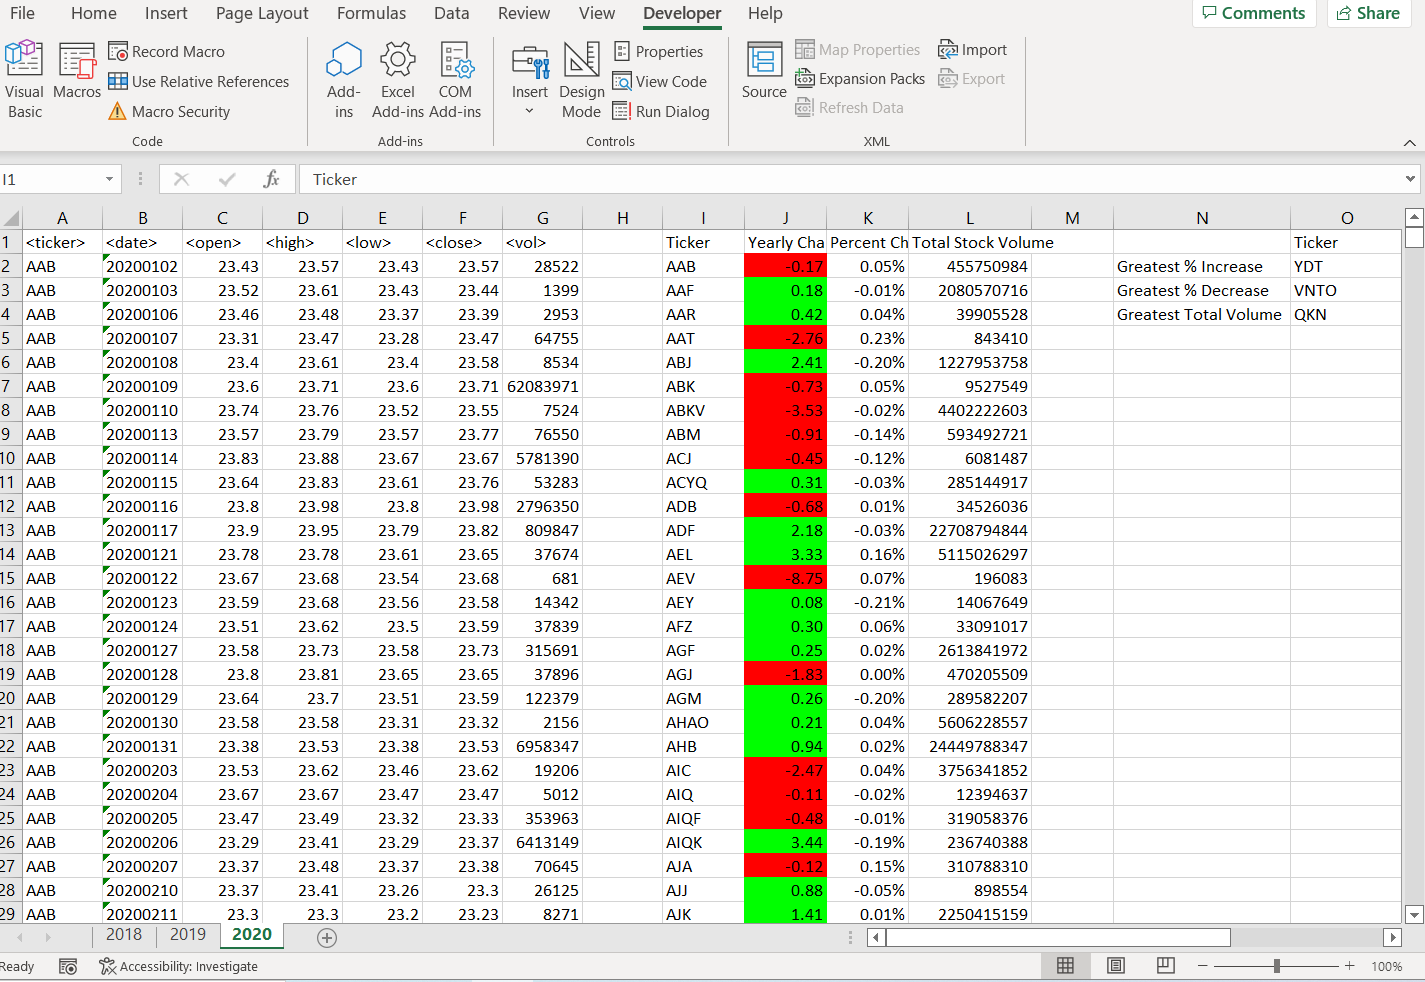 File Home Insert Page Layout Formulas Data Review View Developer Help Comments Share
Visual Basic
Macros
Record Macro
Use Relative References
Macro Security
Code
Add-ins
Excel Add-ins
COM Add-ins
Add-ins
Insert
Design Mode
Properties
View Code
Run Dialog
Controls
Source
Map Properties
Expansion Packs
Refresh Data
Import
Export
XML
I1 fx Ticker
A B C D E F G H I J K L M N O
1 <ticker> <date> <open> <high> <low> <close> <vol> Ticker Yearly Cha Percent Ch Total Stock Volume Ticker
2 AAB 20200102 23.43 23.57 23.43 23.57 28522 AAB -0.17 0.05% 455750984 Greatest % Increase YDT
3 AAB 20200103 23.52 23.61 23.43 23.44 1399 AAF 0.18 -0.01% 2080570716 Greatest % Decrease VNTO
4 AAB 20200106 23.46 23.48 23.37 23.39 2953 AAR 0.42 0.04% 39905528 Greatest Total Volume QKN
5 AAB 20200107 23.31 23.47 23.28 23.47 64755 AAT -2.76 0.23% 843410
6 AAB 20200108 23.4 23.61 23.4 23.58 8534 ABJ 2.41 -0.20% 1227953758
7 AAB 20200109 23.6 23.71 23.6 23.71 62083971 ABK -0.73 0.05% 9527549
8 AAB 20200110 23.74 23.76 23.52 23.55 7524 ABKV -3.53 -0.02% 4402222603
9 AAB 20200113 23.57 23.79 23.57 23.77 76550 ABM -0.91 -0.14% 593492721
10 AAB 20200114 23.83 23.88 23.67 23.67 5781390 ACJ -0.45 -0.12% 6081487
11 AAB 20200115 23.64 23.83 23.61 23.76 53283 ACYQ 0.31 -0.03% 285144917
12 AAB 20200116 23.8 23.98 23.8 23.98 2796350 ADB -0.68 0.01% 34526036
13 AAB 20200117 23.9 23.95 23.79 23.82 809847 ADF 2.18 -0.03% 22708794844
14 AAB 20200121 23.78 23.78 23.61 23.65 37674 AEL 3.33 0.16% 5115026297
15 AAB 20200122 23.67 23.68 23.54 23.68 681 AEV -8.75 0.07% 196083
16 AAB 20200123 23.59 23.68 23.56 23.58 14342 AEY 0.08 -0.21% 14067649
17 AAB 20200124 23.51 23.62 23.5 23.59 37839 AFZ 0.30 0.06% 33091017
18 AAB 20200127 23.58 23.73 23.58 23.73 315691 AGF 0.25 0.02% 2613841972
19 AAB 20200128 23.8 23.81 23.65 23.65 37896 AGJ -1.83 0.00% 470205509
20 AAB 20200129 23.64 23.7 23.51 23.59 122379 AGM 0.26 -0.20% 289582207
21 AAB 20200130 23.58 23.58 23.31 23.32 2156 AHAO 0.21 0.04% 5606228557
22 AAB 20200131 23.38 23.53 23.38 23.53 6958347 AHB 0.94 0.02% 24449788347
23 AAB 20200203 23.53 23.62 23.46 23.62 19206 AIC -2.47 0.04% 3756341852
24 AAB 20200204 23.67 23.67 23.47 23.47 5012 AIQ -0.11 -0.02% 12394637
25 AAB 20200205 23.47 23.49 23.32 23.33 353963 AIQF -0.48 -0.01% 319058376
26 AAB 20200206 23.29 23.41 23.29 23.37 6413149 AIQK 3.44 -0.19% 236740388
27 AAB 20200207 23.37 23.48 23.37 23.38 70645 AJA -0.12 0.15% 310788310
28 AAB 20200210 23.37 23.41 23.26 23.3 26125 AJJ 0.88 -0.05% 898554
29 AAB 20200211 23.3 23.3 23.2 23.23 8271 AJK 1.41 0.01% 2250415159
2018 2019 2020
Ready Accessibility: Investigate 100%